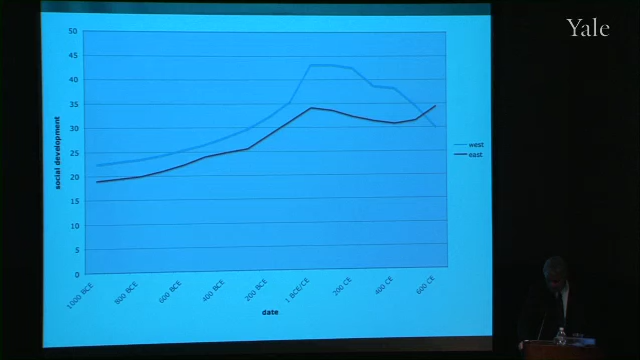 Yale
50
45
40
35
30
25
20
15
10
5
0
social development
1000 BCE
800 BCE
600 BCE
400 BCE
200 BCE
1 BCE/CE
200 CE
400 CE
600 CE
date
west
east